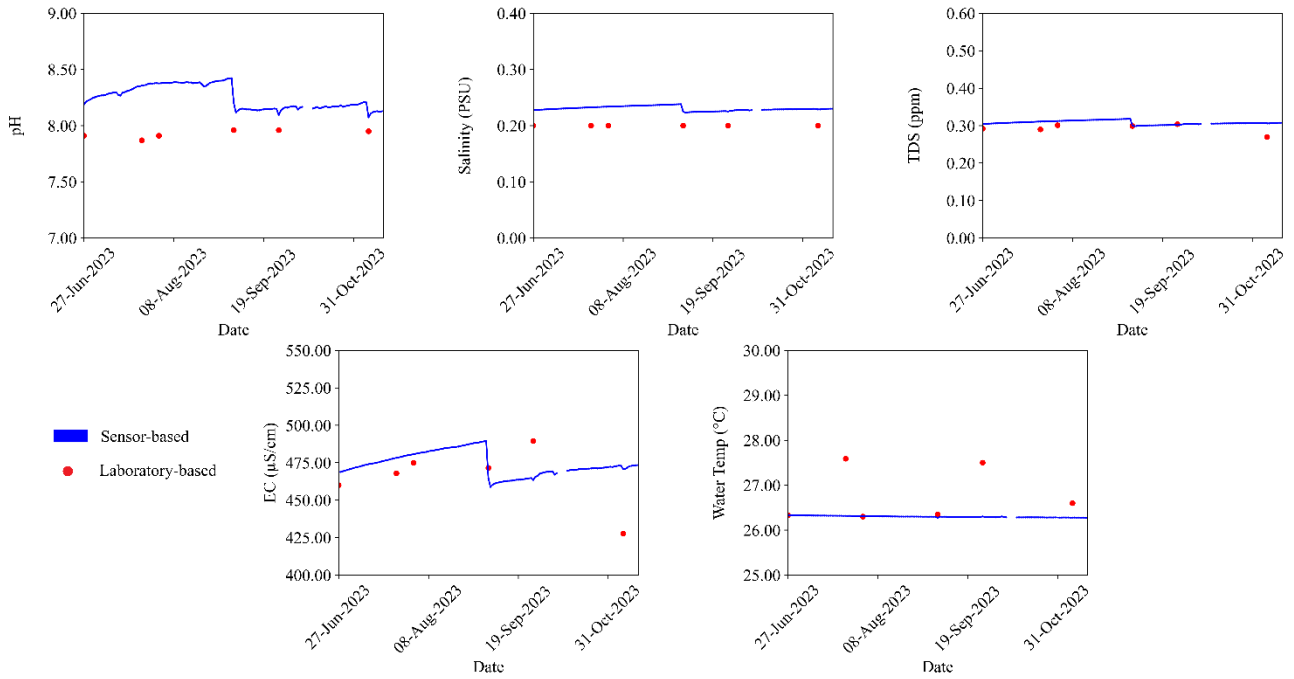 9.00
8.50
8.00
7.50
7.00
pH
27-Jun-2023
08-Aug-2023
19-Sep-2023
31-Oct-2023
Date
0.40
0.30
0.20
0.10
0.00
Salinity (PSU)
27-Jun-2023
08-Aug-2023
19-Sep-2023
31-Oct-2023
Date
0.60
0.50
0.40
0.30
0.20
0.10
0.00
TDS (ppm)
27-Jun-2023
08-Aug-2023
19-Sep-2023
31-Oct-2023
Date
Sensor-based
Laboratory-based
550.00
525.00
500.00
475.00
450.00
425.00
400.00
EC (µS/cm)
27-Jun-2023
08-Aug-2023
19-Sep-2023
31-Oct-2023
Date
30.00
29.00
28.00
27.00
26.00
25.00
Water Temp (°C)
27-Jun-2023
08-Aug-2023
19-Sep-2023
31-Oct-2023
Date